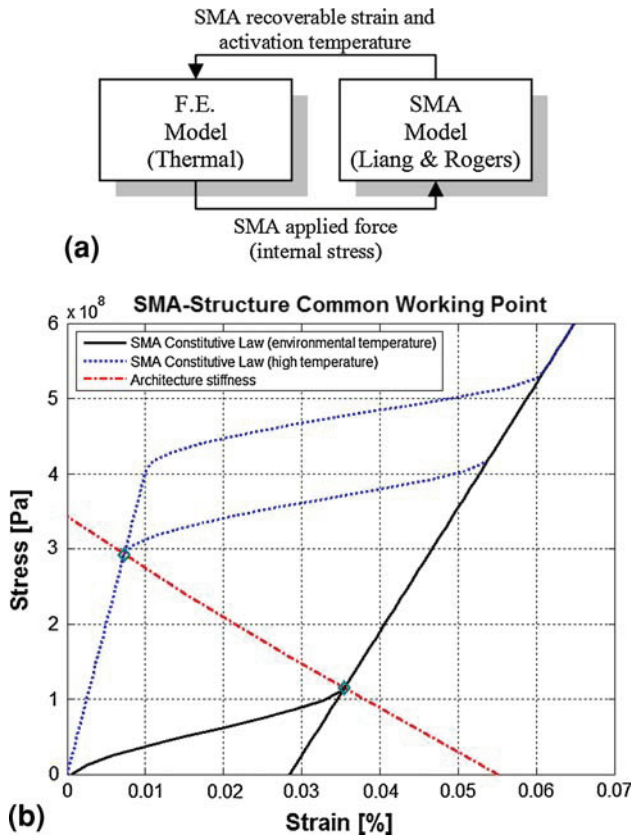 SMA recoverable strain and
activation temperature
F.E.
Model
(Thermal)
SMA
Model
(Liang & Rogers)
SMA applied force
(internal stress)
(a)
SMA-Structure Common Working Point
x 10^8
SMA Constitutive Law (environmental temperature)
SMA Constitutive Law (high temperature)
Architecture stiffness
6
5
4
3
2
1
0
Stress [Pa]
0 0.01 0.02 0.03 0.04 0.05 0.06 0.07
Strain [%]
(b)